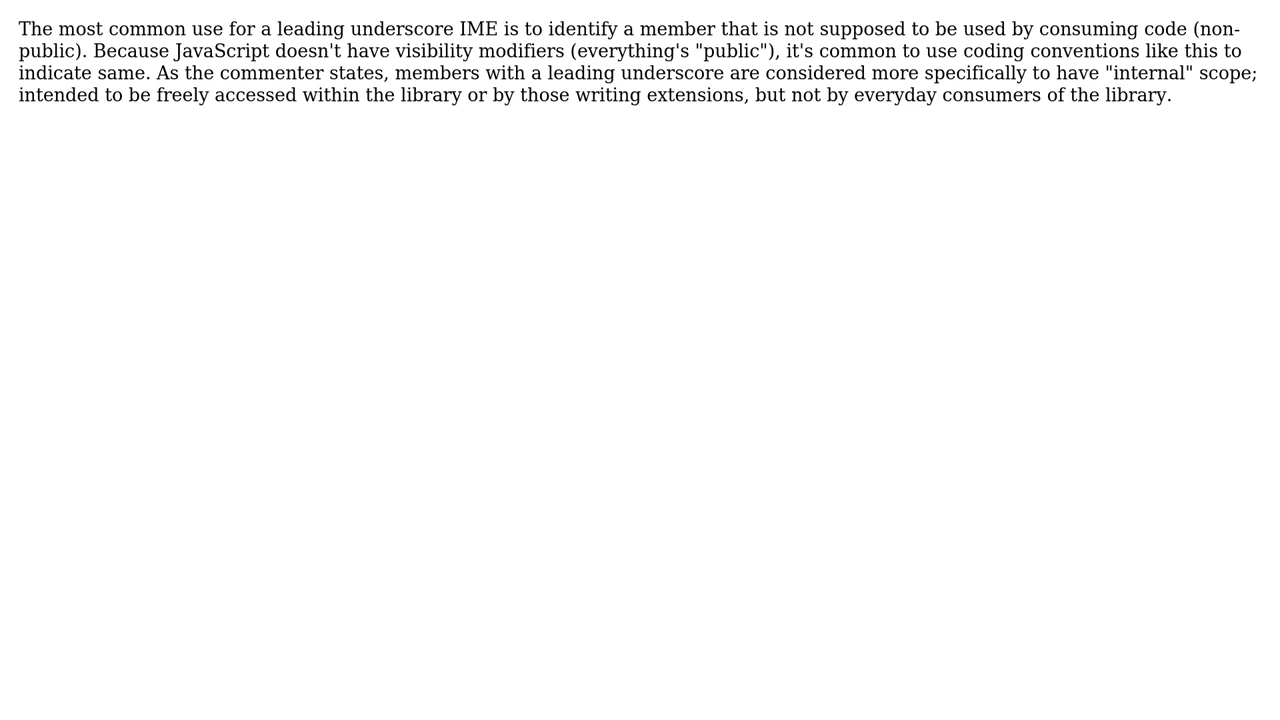 The most common use for a leading underscore IME is to identify a member that is not supposed to be used by consuming code (non-
public). Because JavaScript doesn't have visibility modifiers (everything's "public"), it's common to use coding conventions like this to
indicate same. As the commenter states, members with a leading underscore are considered more specifically to have "internal" scope;
intended to be freely accessed within the library or by those writing extensions, but not by everyday consumers of the library.